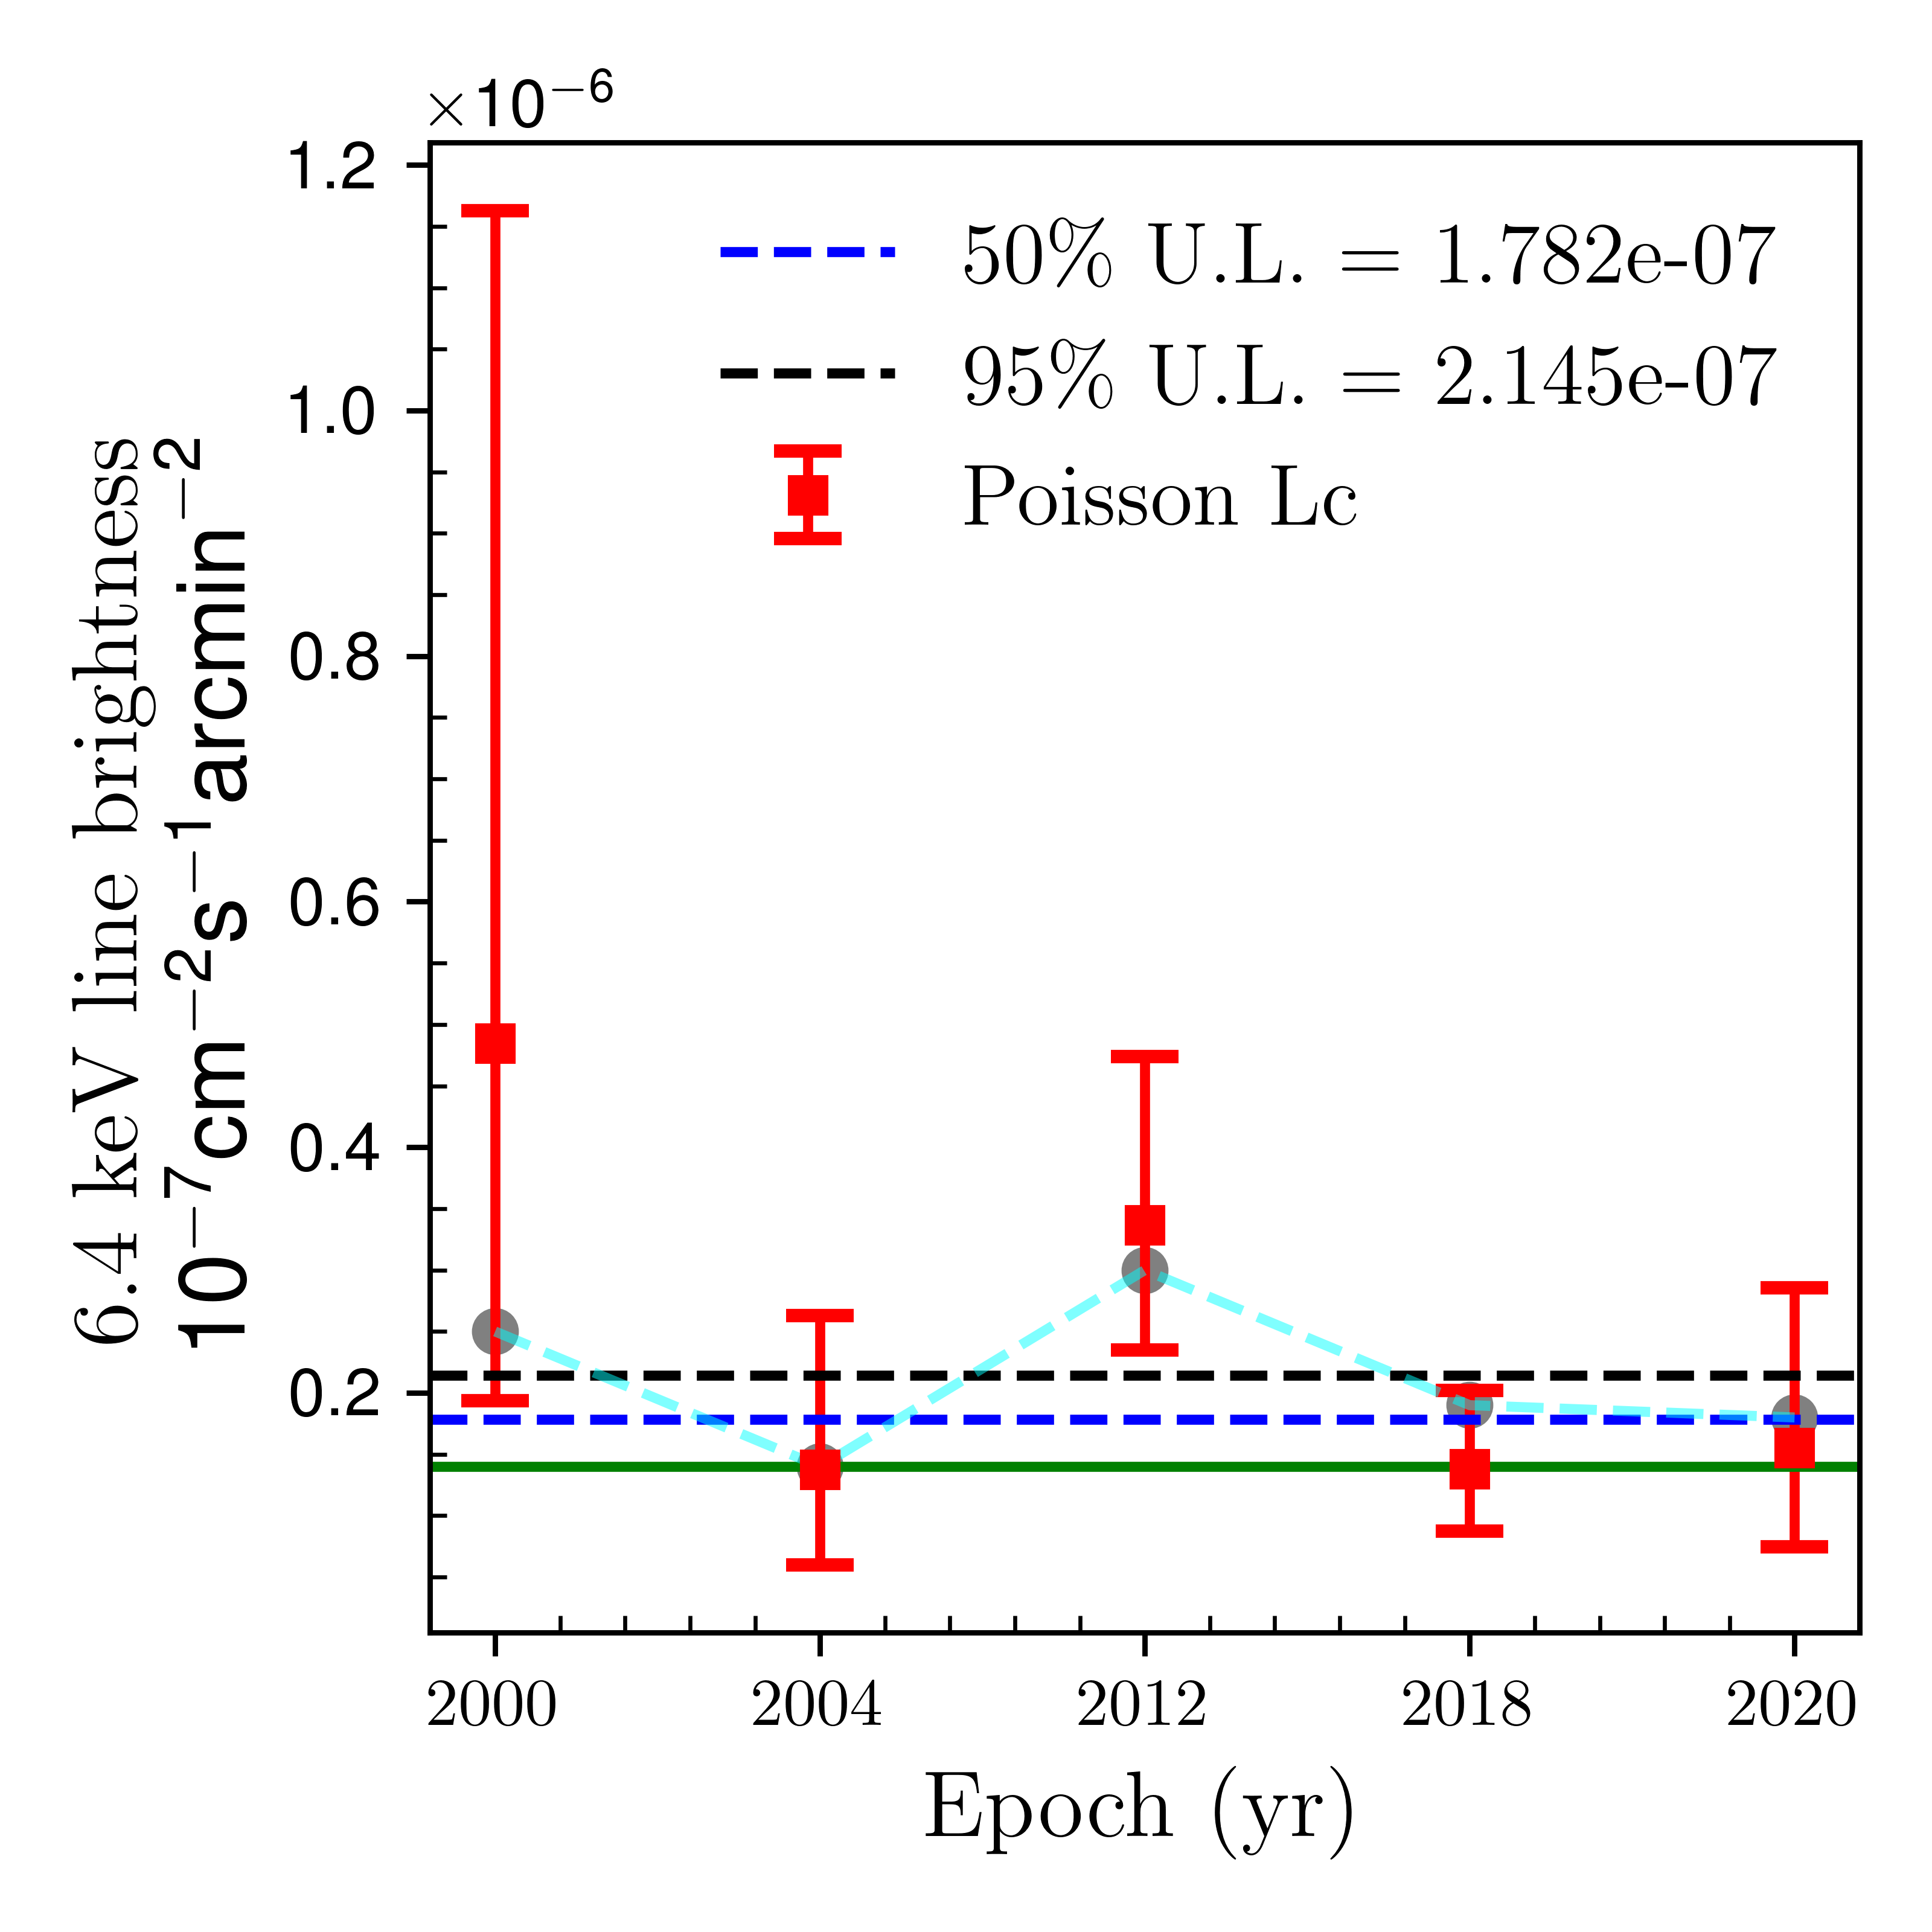 ×10⁻⁶
1.2
1.0
0.8
0.6
0.4
0.2
6.4 keV line brightness
10⁻⁷cm⁻²s⁻¹arcmin⁻²
50% U.L. = 1.782e-07
95% U.L. = 2.145e-07
Poisson Lc
2000 2004 2012 2018 2020
Epoch (yr)